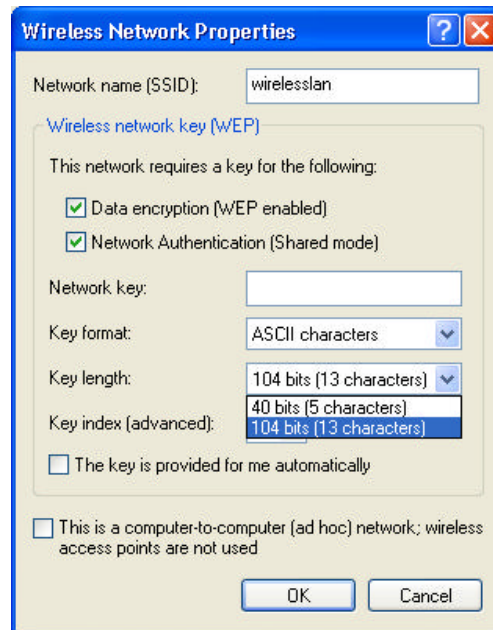 Wireless Network Properties
Network name (SSID): wirelesslan
Wireless network key (WEP)
This network requires a key for the following:
Data encryption (WEP enabled)
Network Authentication (Shared mode)
Network key:
Key format: ASCII characters
Key length: 104 bits (13 characters)
40 bits (5 characters)
Key index (advanced): 104 bits (13 characters)
The key is provided for me automatically
This is a computer-to-computer (ad hoc) network; wireless
access points are not used
OK Cancel